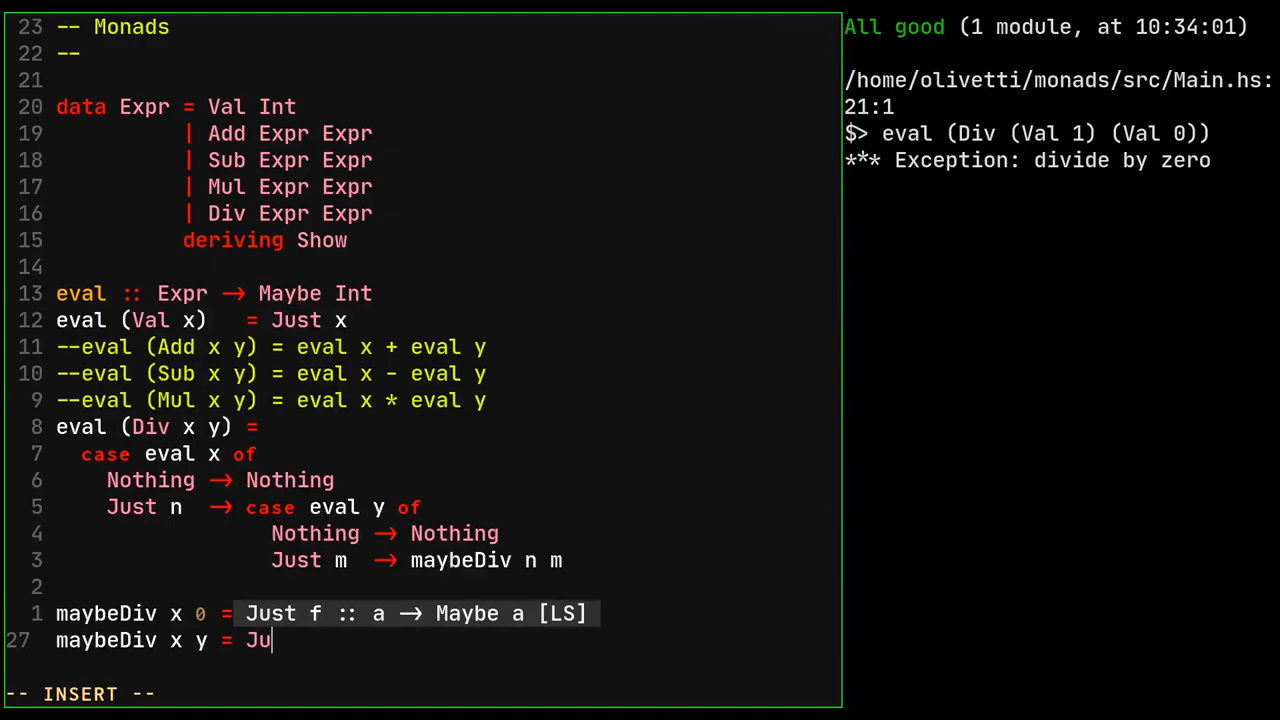 23 -- Monads
22 --
21
20 data Expr = Val Int
19 | Add Expr Expr
18 | Sub Expr Expr
17 | Mul Expr Expr
16 | Div Expr Expr
15 deriving Show
14
13 eval :: Expr → Maybe Int
12 eval (Val x) = Just x
11 --eval (Add x y) = eval x + eval y
10 --eval (Sub x y) = eval x - eval y
9 --eval (Mul x y) = eval x * eval y
8 eval (Div x y) =
7 case eval x of
6 Nothing → Nothing
5 Just n → case eval y of
4 Nothing → Nothing
3 Just m → maybeDiv n m
2
1 maybeDiv x 0 = Just f :: a → Maybe a [LS]
27 maybeDiv x y = Ju
-- INSERT --
All good (1 module, at 10:34:01)
/home/olivetti/monads/src/Main.hs:
21:1
$> eval (Div (Val 1) (Val 0))
*** Exception: divide by zero